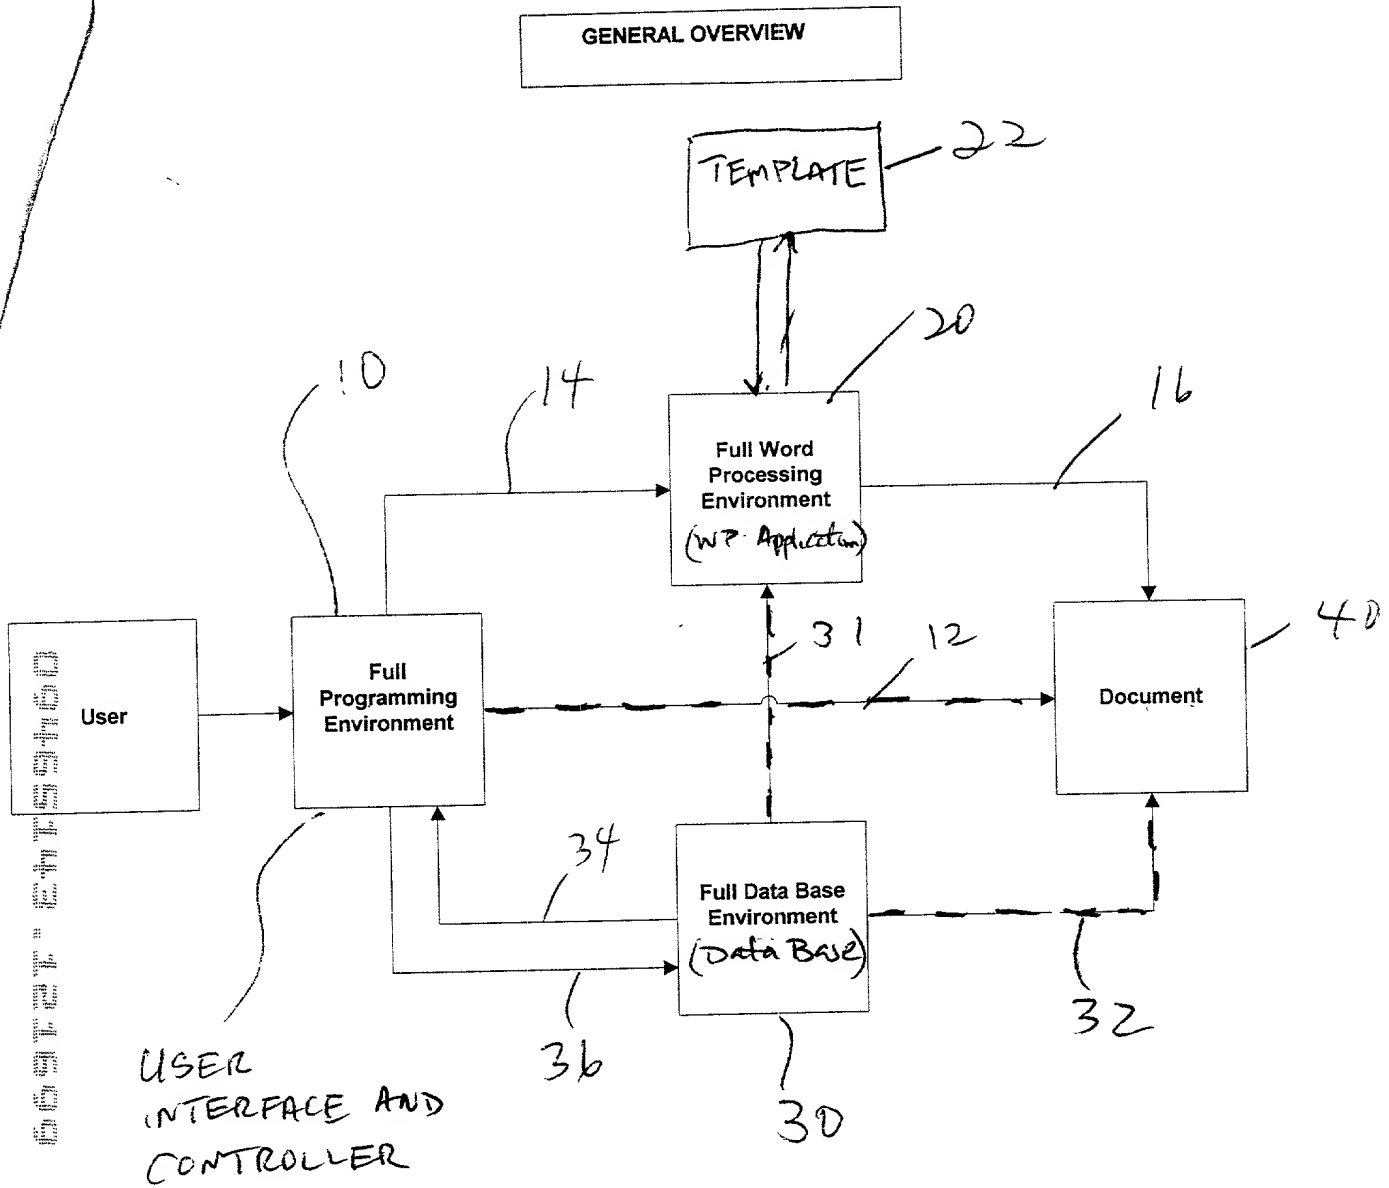 GENERAL OVERVIEW
TEMPLATE
22
20
10
14
16
Full Word
Processing
Environment
(WP. Application)
31
12
40
User
Full
Programming
Environment
Document
34
Full Data Base
Environment
(Data Base)
36
32
30
USER
INTERFACE AND
CONTROLLER